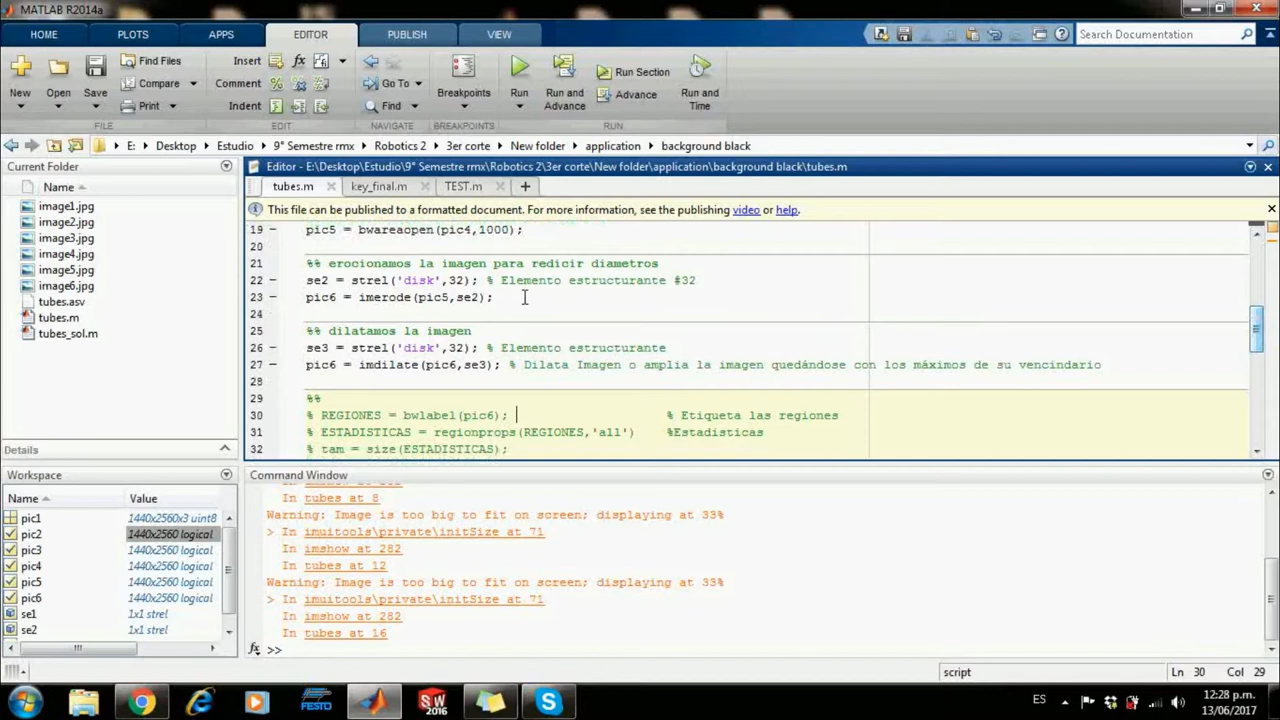 MATLAB R2014a
HOME PLOTS APPS EDITOR PUBLISH VIEW Search Documentation
New Open Save Find Files Compare Print
FILE
Insert Comment Indent
EDIT
Go To Find
NAVIGATE
Breakpoints
BREAKPOINTS
Run Run and Advance Run Section Advance Run and Time
RUN
E: Desktop Estudio 9° Semestre rmx Robotics 2 3er corte New folder application background black
Current Folder
Name
image1.jpg
image2.jpg
image3.jpg
image4.jpg
image5.jpg
image6.jpg
tubes.asv
tubes.m
tubes_sol.m
Details
Workspace
Name Value
pic1 1440x2560x3 uint8
pic2 1440x2560 logical
pic3 1440x2560 logical
pic4 1440x2560 logical
pic5 1440x2560 logical
pic6 1440x2560 logical
se1 1x1 strel
se2 1x1 strel
Editor - E:\Desktop\Estudio\9° Semestre rmx\Robotics 2\3er corte\New folder\application\background black\tubes.m
tubes.m key_final.m TEST.m
This file can be published to a formatted document. For more information, see the publishing video or help.
19 pic5 = bwareaopen(pic4,1000);
20
21 %% erocionamos la imagen para redicir diametros
22 se2 = strel('disk',32); % Elemento estructurante #32
23 pic6 = imerode(pic5,se2);
24
25 %% dilatamos la imagen
26 se3 = strel('disk',32); % Elemento estructurante
27 pic6 = imdilate(pic6,se3); % Dilata Imagen o amplia la imagen quedándose con los máximos de su vencindario
28
29 %%
30 % REGIONES = bwlabel(pic6); % Etiqueta las regiones
31 % ESTADISTICAS = regionprops(REGIONES,'all') %Estadisticas
32 % tam = size(ESTADISTICAS);
Command Window
In tubes at 8
Warning: Image is too big to fit on screen; displaying at 33%
> In imuitools\private\initSize at 71
In imshow at 282
In tubes at 12
Warning: Image is too big to fit on screen; displaying at 33%
> In imuitools\private\initSize at 71
In imshow at 282
In tubes at 16
fx >>
script Ln 30 Col 29
FESTO SW 2016 ES 12:28 p.m.
13/06/2017